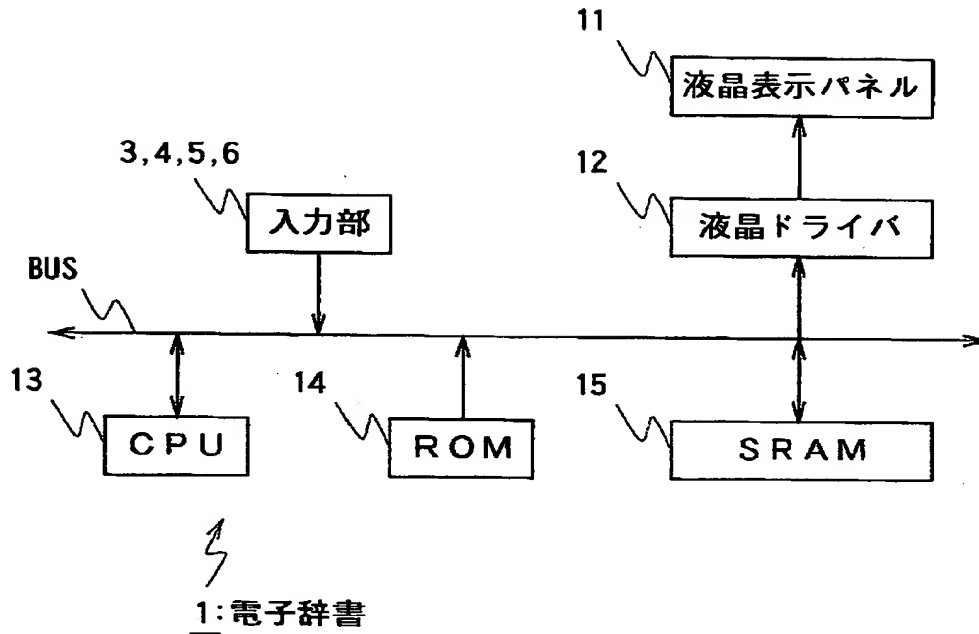 11
液晶表示パネル
3,4,5,6
12
入力部
液晶ドライバ
BUS
13
14
15
CPU
ROM
SRAM
1:電子辞書